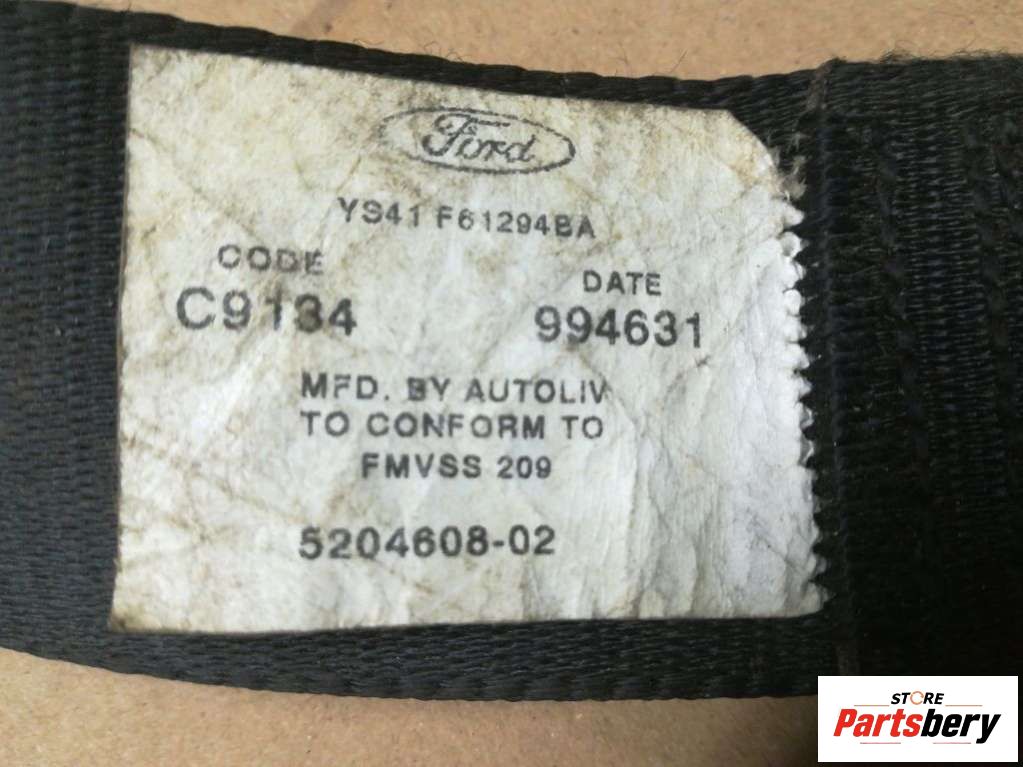 Ford
YS41 F61294BA
CODE
C9134
DATE
994631
MFD. BY AUTOLIV
TO CONFORM TO
FMVSS 209
5204608-02
STORE
Partsbery